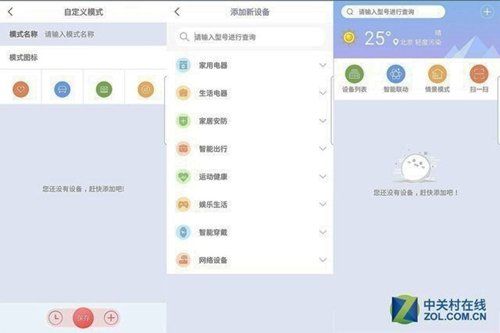 自定义模式
模式名称 请输入模式名称
模式图标
您还没有设备，赶快添加吧!
保存
添加新设备
请输入型号进行查询
家用电器
生活电器
家居安防
智能出行
运动健康
娱乐生活
智能穿戴
网络设备
请输入型号进行查询
25° 晴
北京 轻度污染
设备列表 智能联动 情景模式 扫一扫
您还没有设备，赶快添加吧！
中关村在线
ZOL.COM.CN